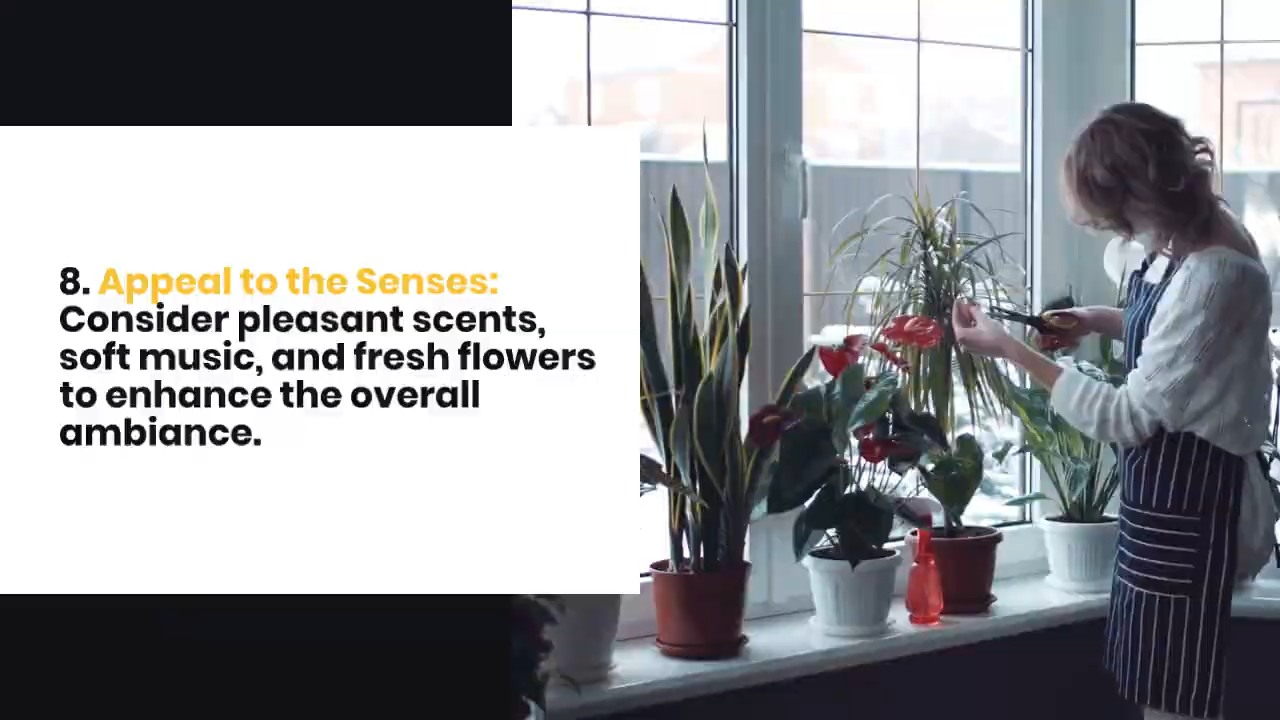 8. Appeal to the Senses:
Consider pleasant scents,
soft music, and fresh flowers
to enhance the overall
ambiance.